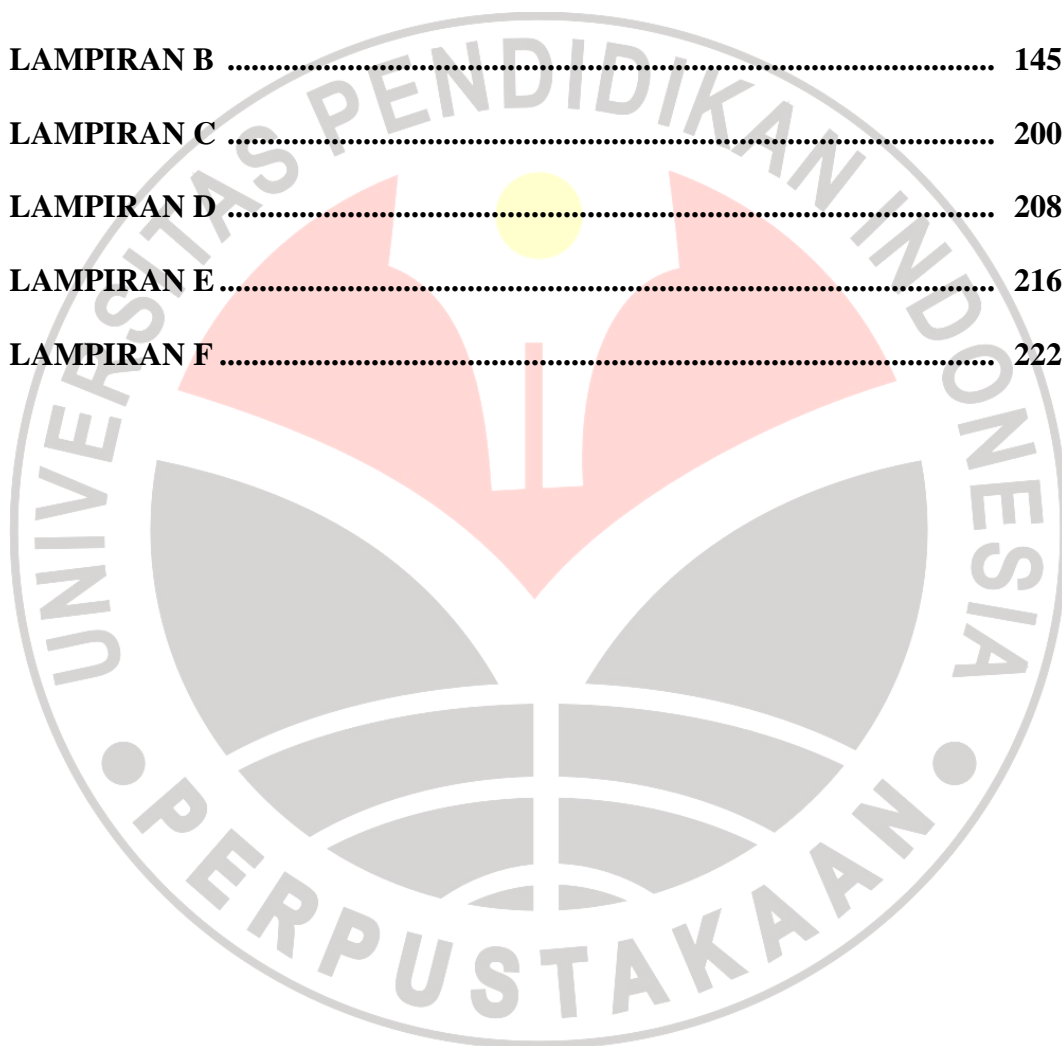 LAMPIRAN B ................................................................................................ 145
LAMPIRAN C ................................................................................................ 200
LAMPIRAN D ................................................................................................ 208
LAMPIRAN E ................................................................................................. 216
LAMPIRAN F ................................................................................................. 222
UNIVERSITAS PENDIDIKAN INDONESIA
PERPUSTAKAAN